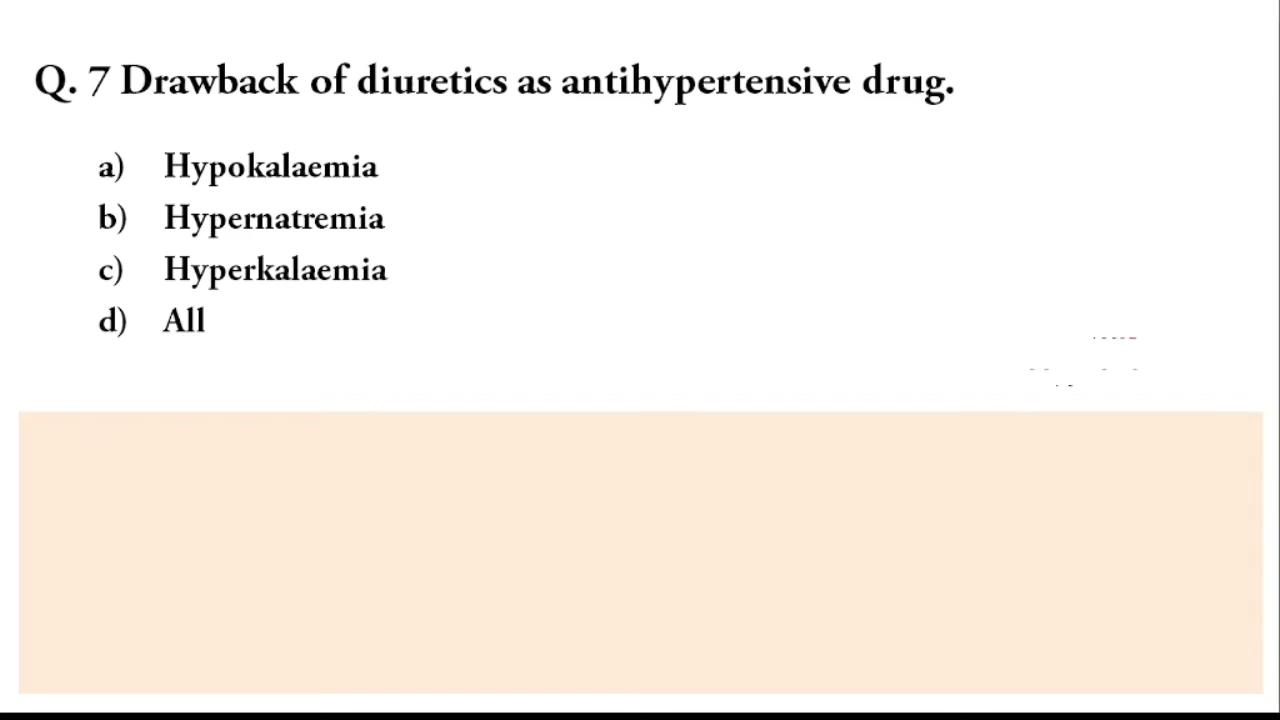 Q. 7 Drawback of diuretics as antihypertensive drug.
a) Hypokalaemia
b) Hypernatremia
c) Hyperkalaemia
d) All